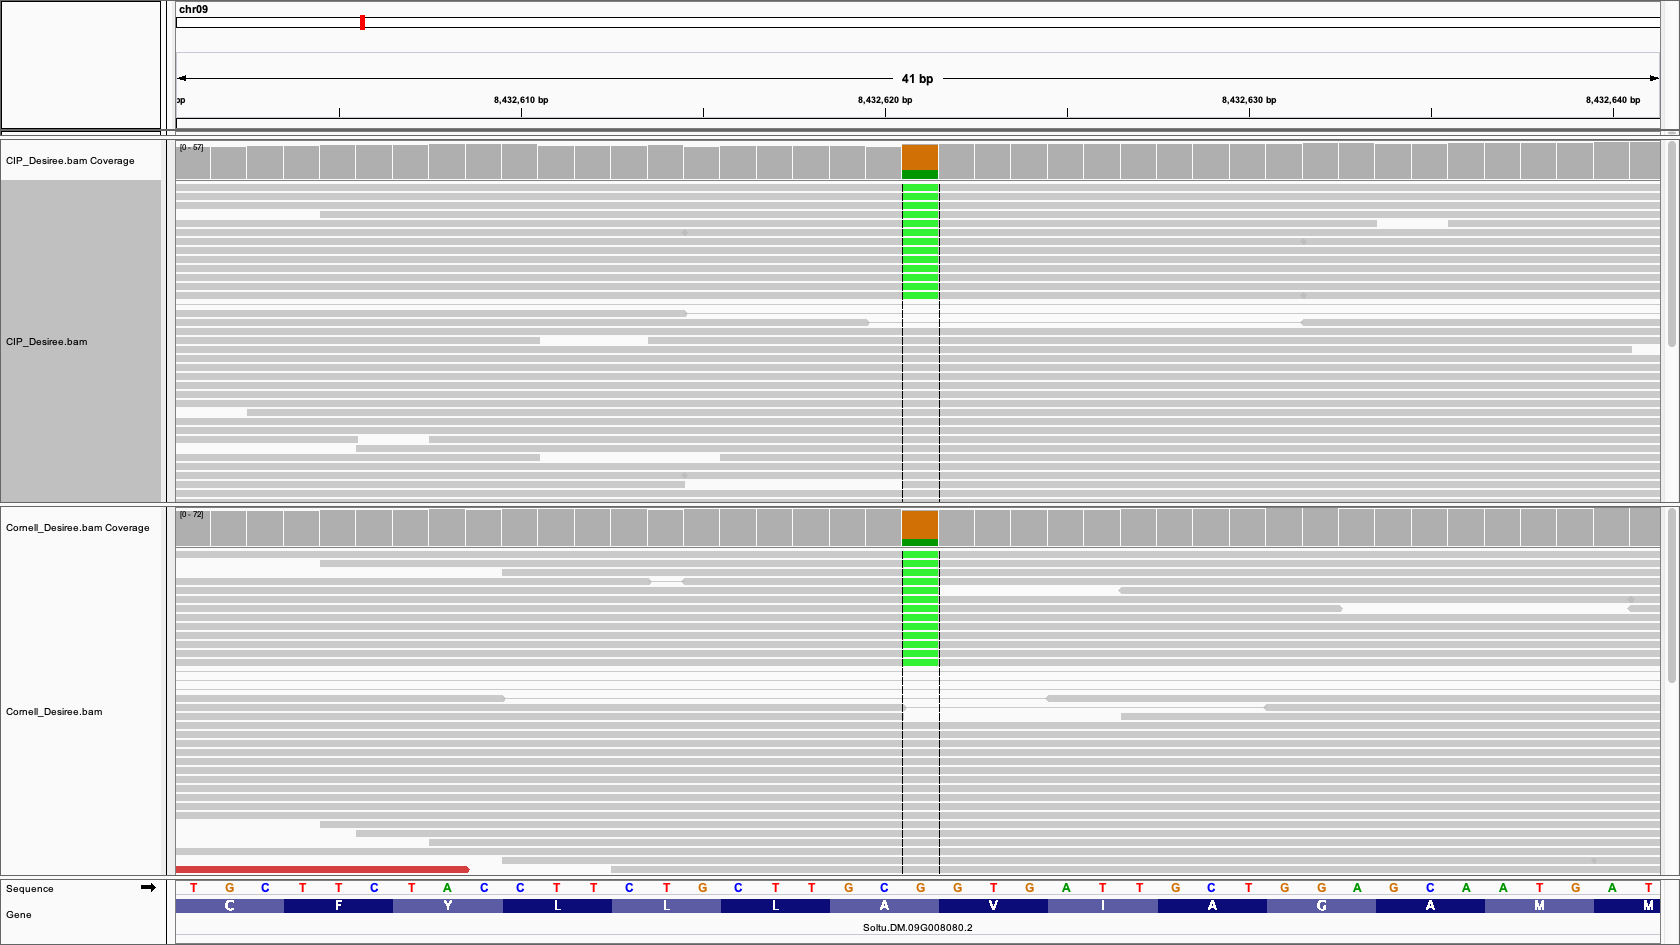 chr09
41 bp
bp 8,432,610 bp 8,432,620 bp 8,432,630 bp 8,432,640 bp
CIP_Desiree.bam Coverage [0 - 57]
CIP_Desiree.bam
Cornell_Desiree.bam Coverage [0 - 72]
Cornell_Desiree.bam
Sequence T G C T T C T A C C T T C T G C T T G C G G T G A T T G C T G G A G C A A T G A T
Gene C F Y L L L A V I A G A M M
Soltu.DM.09G008080.2